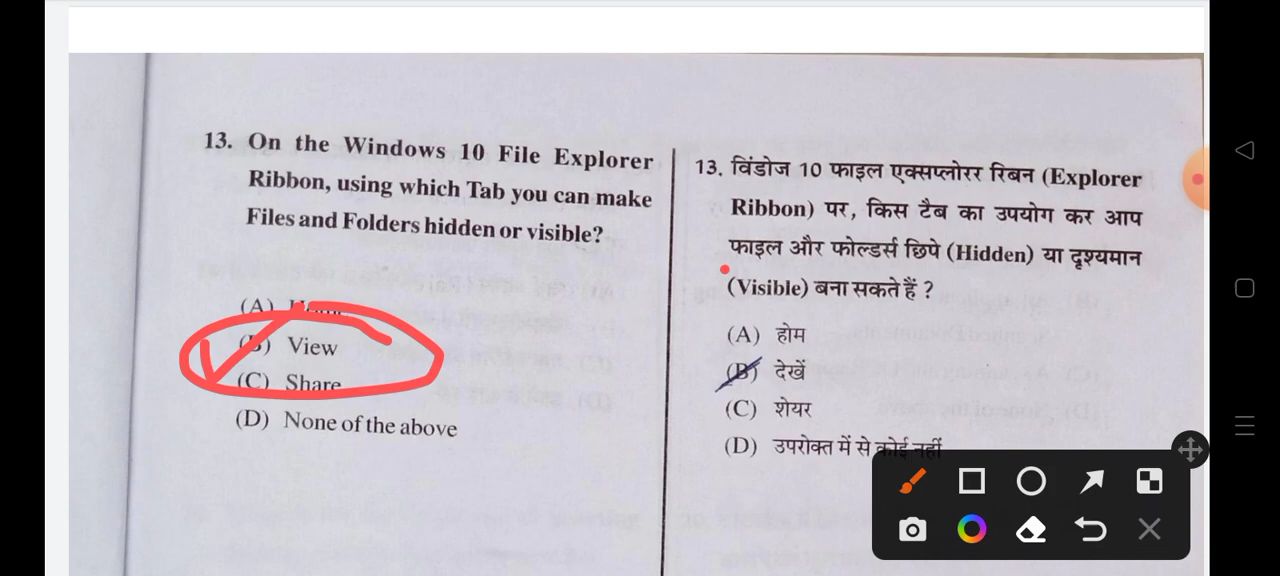 13. On the Windows 10 File Explorer
Ribbon, using which Tab you can make
Files and Folders hidden or visible?
(A)
(B) View
(C) Share
(D) None of the above
13. विंडोज 10 फाइल एक्सप्लोरर रिबन (Explorer
Ribbon) पर, किस टैब का उपयोग कर आप
फाइल और फोल्डर्स छिपे (Hidden) या दृश्यमान
(Visible) बना सकते हैं ?
(A) होम
(B) देखें
(C) शेयर
(D) उपरोक्त में से कोई नहीं